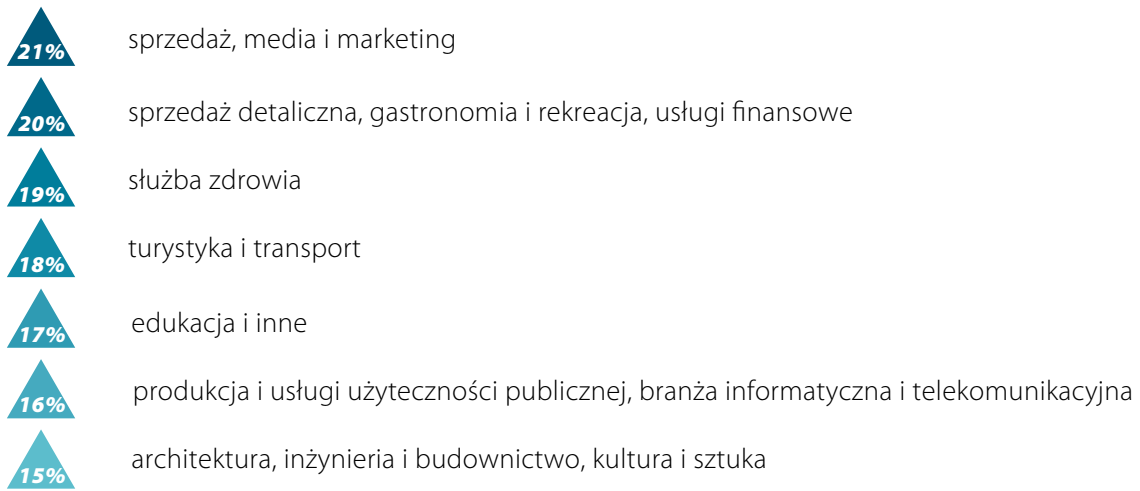 21% sprzedaż, media i marketing
20% sprzedaż detaliczna, gastronomia i rekreacja, usługi finansowe
19% służba zdrowia
18% turystyka i transport
17% edukacja i inne
16% produkcja i usługi użyteczności publicznej, branża informatyczna i telekomunikacyjna
15% architektura, inżynieria i budownictwo, kultura i sztuka